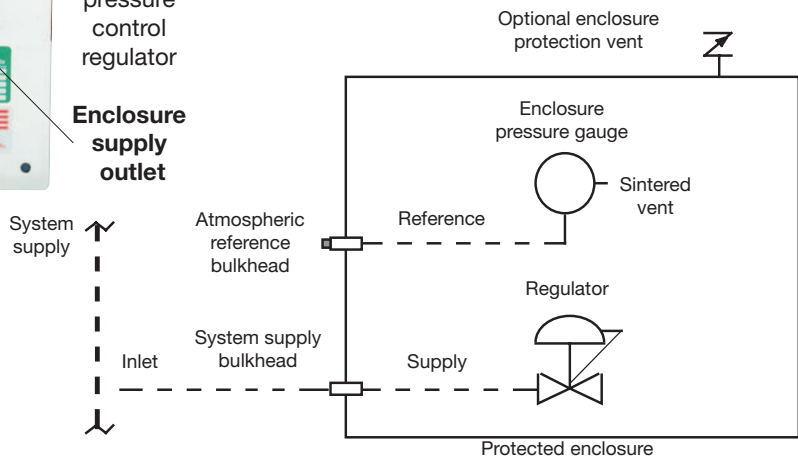 pressure
control
regulator
Enclosure
supply
outlet
Optional enclosure
protection vent
Enclosure
pressure gauge
Sintered
vent
System
supply
Atmospheric
reference
bulkhead
Reference
Regulator
System supply
bulkhead
Inlet
Supply
Protected enclosure